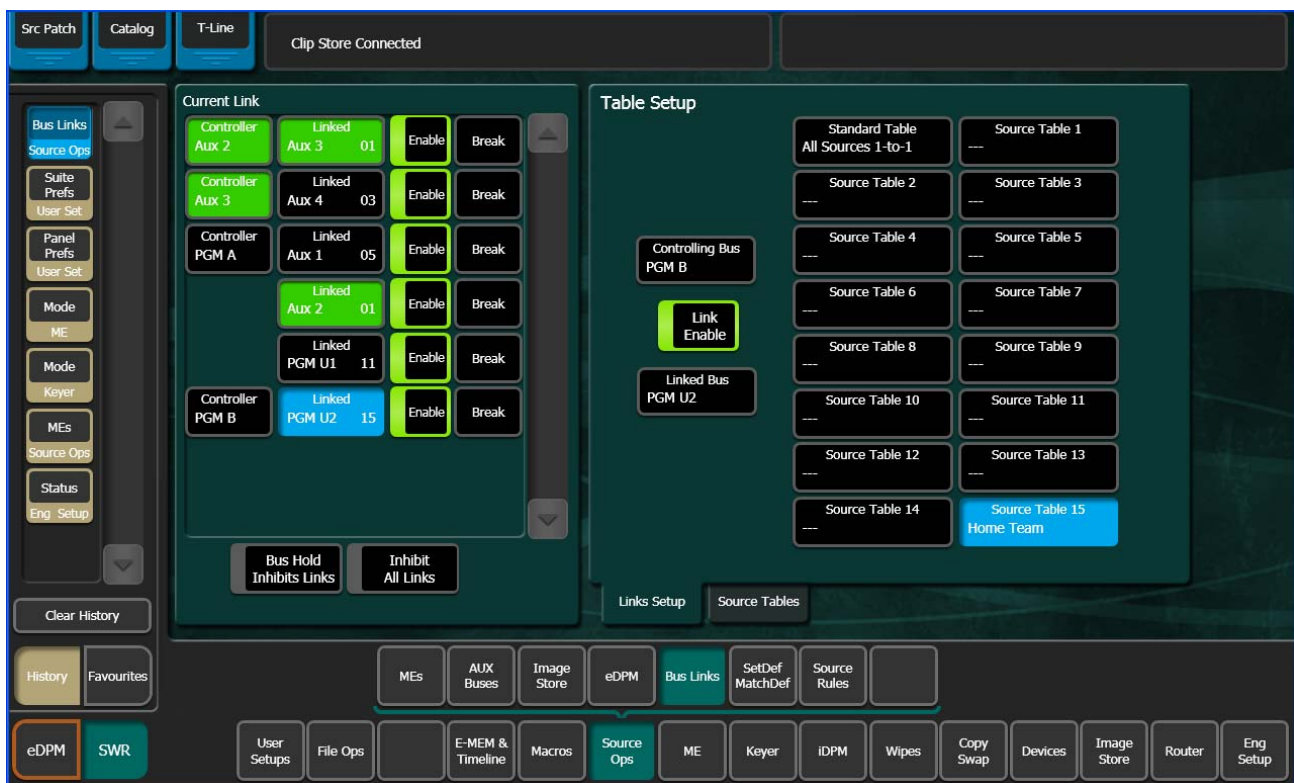 Src Patch
Catalog
T-Line
Clip Store Connected
Bus Links
Source Ops
Suite
Prefs
User Set
Panel
Prefs
User Set
Mode
ME
Mode
Keyer
MEs
Source Ops
Status
Eng Setup
Clear History
History
Favourites
Current Link
Controller
Aux 2
Linked
Aux 3 01
Enable
Break
Controller
Aux 3
Linked
Aux 4 03
Enable
Break
Controller
PGM A
Linked
Aux 1 05
Enable
Break
Linked
Aux 2 01
Enable
Break
Linked
PGM U1 11
Enable
Break
Controller
PGM B
Linked
PGM U2 15
Enable
Break
Bus Hold
Inhibits Links
Inhibit
All Links
Table Setup
Controlling Bus
PGM B
Link
Enable
Linked Bus
PGM U2
Standard Table
All Sources 1-to-1
Source Table 1
---
Source Table 2
---
Source Table 3
---
Source Table 4
---
Source Table 5
---
Source Table 6
---
Source Table 7
---
Source Table 8
---
Source Table 9
---
Source Table 10
---
Source Table 11
---
Source Table 12
---
Source Table 13
---
Source Table 14
---
Source Table 15
Home Team
Links Setup
Source Tables
MEs
AUX
Buses
Image
Store
eDPM
Bus Links
SetDef
MatchDef
Source
Rules
eDPM
SWR
User
Setups
File Ops
E-MEM &
Timeline
Macros
Source
Ops
ME
Keyer
iDPM
Wipes
Copy
Swap
Devices
Image
Store
Router
Eng
Setup